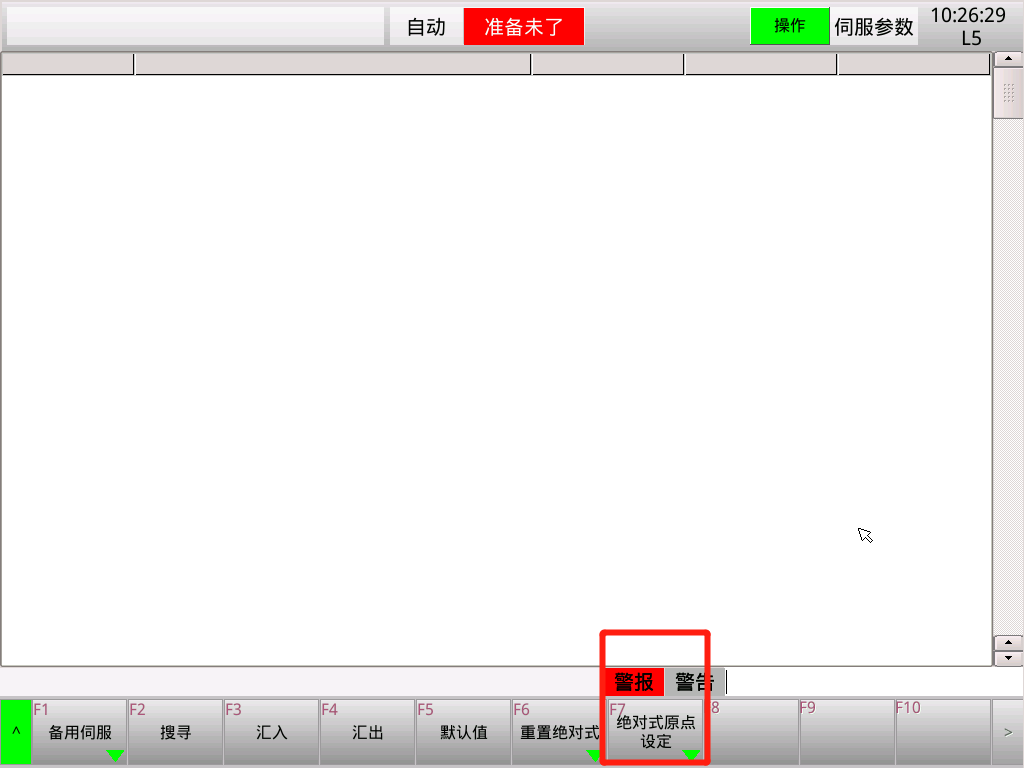 自动 准备未了 操作 伺服参数 10:26:29
L5
警报 警告
^ F1 备用伺服 F2 搜寻 F3 汇入 F4 汇出 F5 默认值 F6 重置绝对式 F7 绝对式原点 8 F9 F10 >
设定